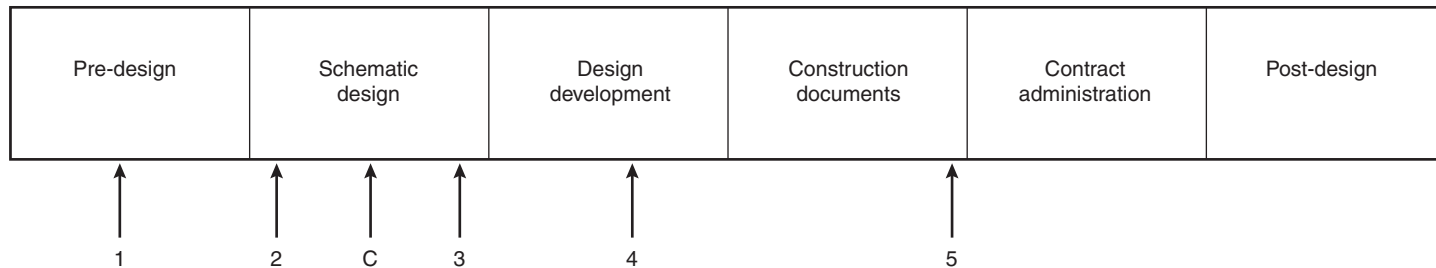 Pre-design
Schematic
design
Design
development
Construction
documents
Contract
administration
Post-design
1
2
C
3
4
5